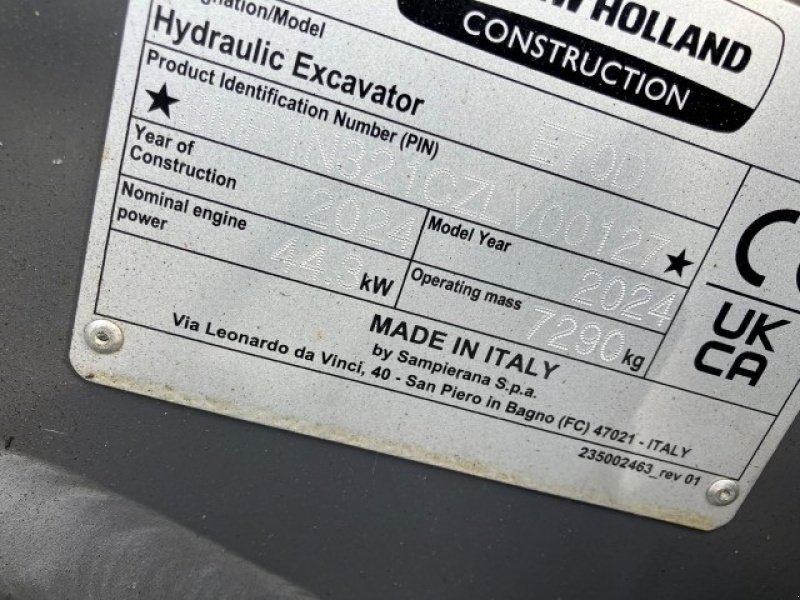 HOLLAND
CONSTRUCTION
Designation/Model
Hydraulic Excavator
E70D
Product Identification Number (PIN)
N321CZLV00127
Year of Construction
2024
Model Year
2024
Nominal engine power
44.3 kW
Operating mass
7290 kg
CE
UK
CA
MADE IN ITALY
by Sampierana S.p.a.
Via Leonardo da Vinci, 40 - San Piero in Bagno (FC) 47021 - ITALY
235002463_rev 01